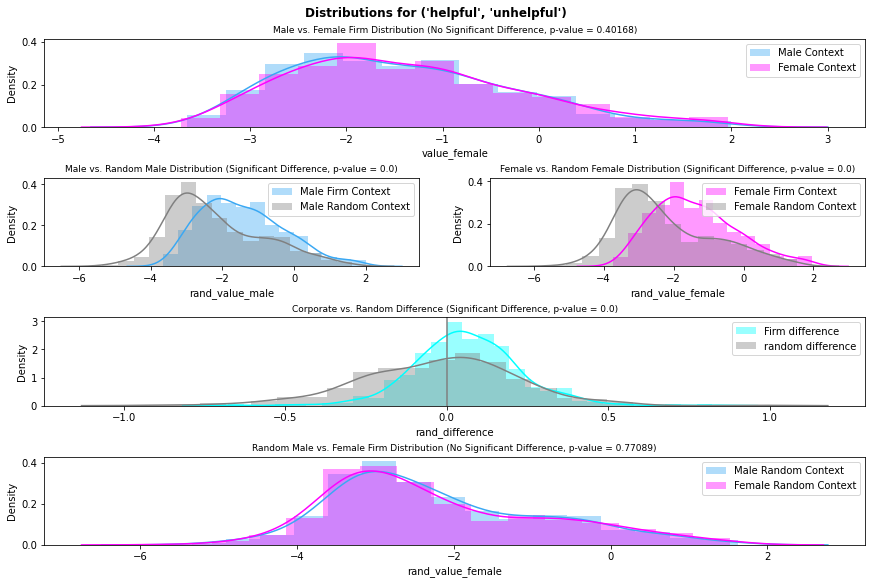 Distributions for ('helpful', 'unhelpful')
Male vs. Female Firm Distribution (No Significant Difference, p-value = 0.40168)
0.4
0.2
0.0
Density
Male Context
Female Context
−5 −4 −3 −2 −1 0 1 2 3
value_female
Male vs. Random Male Distribution (Significant Difference, p-value = 0.0)
0.4
0.2
0.0
Density
Male Firm Context
Male Random Context
−6 −4 −2 0 2
rand_value_male
Female vs. Random Female Distribution (Significant Difference, p-value = 0.0)
0.4
0.2
0.0
Density
Female Firm Context
Female Random Context
−6 −4 −2 0 2
rand_value_female
Corporate vs. Random Difference (Significant Difference, p-value = 0.0)
3
2
1
0
Density
Firm difference
random difference
−1.0 −0.5 0.0 0.5 1.0
rand_difference
Random Male vs. Female Firm Distribution (No Significant Difference, p-value = 0.77089)
0.4
0.2
0.0
Density
Male Random Context
Female Random Context
−6 −4 −2 0 2
rand_value_female